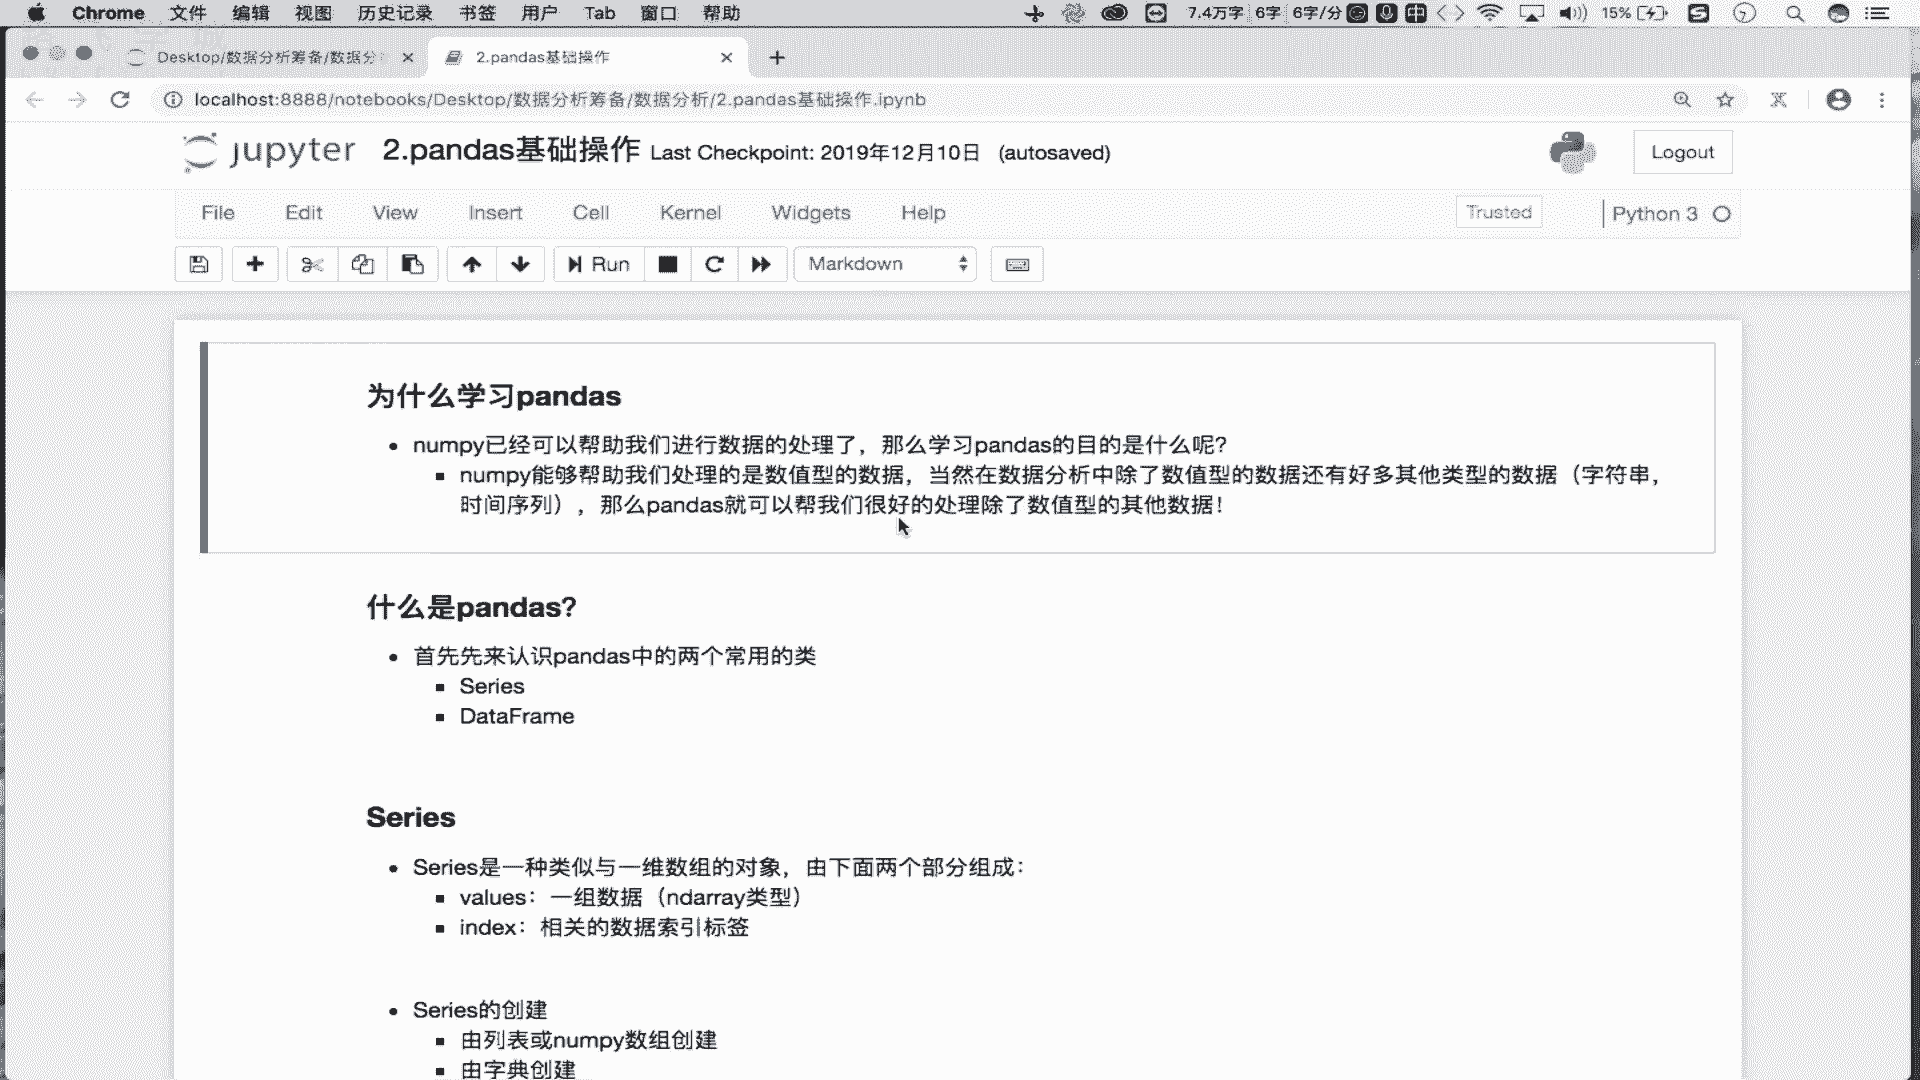 Chrome 文件 编辑 视图 历史记录 书签 用户 Tab 窗口 帮助 7.4万字 6字 6字/分 中 15%
Desktop/数据分析筹备/数据分 2.pandas基础操作
localhost:8888/notebooks/Desktop/数据分析筹备/数据分析/2.pandas基础操作.ipynb
jupyter 2.pandas基础操作 Last Checkpoint: 2019年12月10日 (autosaved) Logout
File Edit View Insert Cell Kernel Widgets Help Trusted Python 3
Run Markdown
为什么学习pandas
numpy已经可以帮助我们进行数据的处理了，那么学习pandas的目的是什么呢？
numpy能够帮助我们处理的是数值型的数据，当然在数据分析中除了数值型的数据还有好多其他类型的数据（字符串，
时间序列），那么pandas就可以帮我们很好的处理除了数值型的其他数据！
什么是pandas?
首先先来认识pandas中的两个常用的类
Series
DataFrame
Series
Series是一种类似与一维数组的对象，由下面两个部分组成：
values：一组数据（ndarray类型）
index：相关的数据索引标签
Series的创建
由列表或numpy数组创建
由字典创建